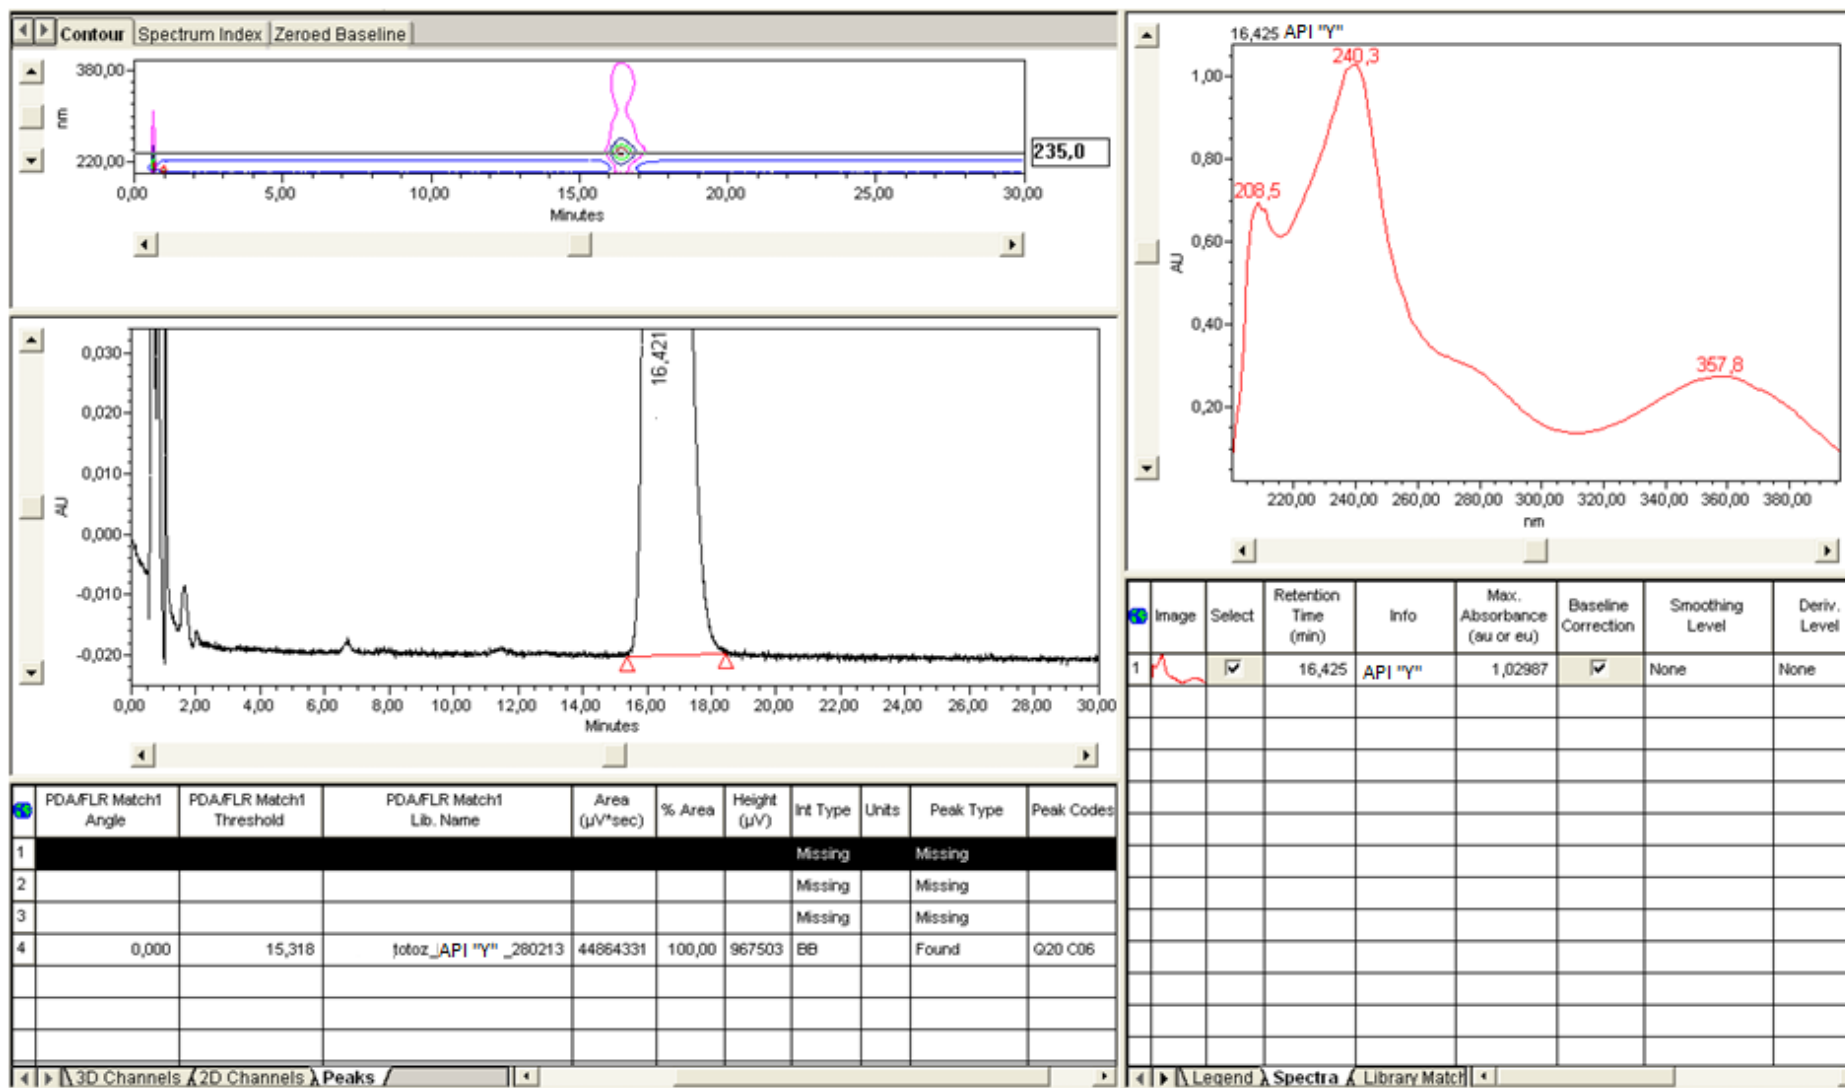 Contour Spectrum Index Zeroed Baseline
380,00
nm
220,00
235,0
0,00 5,00 10,00 15,00 20,00 25,00 30,00
Minutes
0,030
0,020
0,010
0,000
-0,010
-0,020
AU
16,421
0,00 2,00 4,00 6,00 8,00 10,00 12,00 14,00 16,00 18,00 20,00 22,00 24,00 26,00 28,00 30,00
Minutes
PDA/FLR Match1 Angle PDA/FLR Match1 Threshold PDA/FLR Match1 Lib. Name Area (µV*sec) % Area Height (µV) Int Type Units Peak Type Peak Codes
1 Missing Missing
2 Missing Missing
3 Missing Missing
4 0,000 15,318 totoz_API "Y" _280213 44864331 100,00 967503 BB Found Q20 C06
3D Channels 2D Channels Peaks
16,425 API "Y"
240,3
208,5
357,8
1,00
0,80
0,60
0,40
0,20
AU
220,00 240,00 260,00 280,00 300,00 320,00 340,00 360,00 380,00
nm
Image Select Retention Time (min) Info Max. Absorbance (au or eu) Baseline Correction Smoothing Level Deriv. Level
1 16,425 API "Y" 1,02987 None None
Legend Spectra Library Match